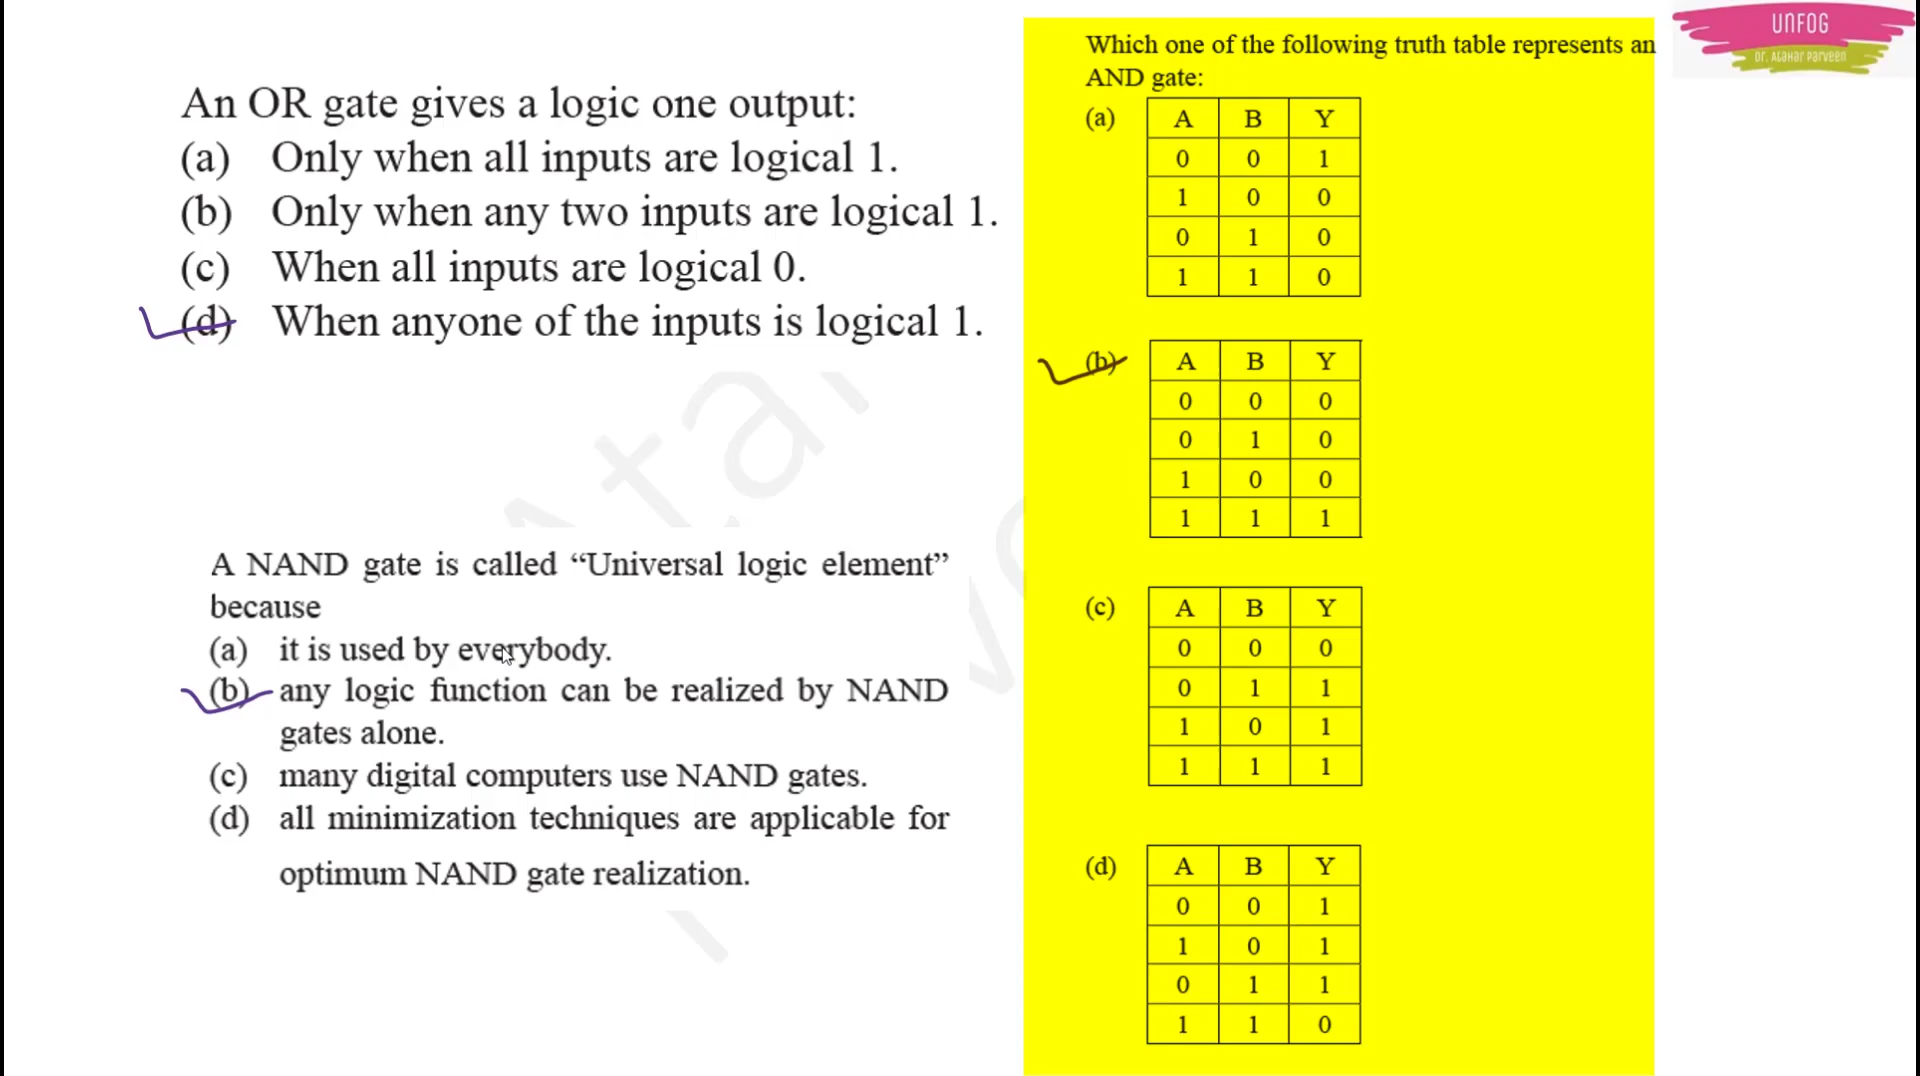 An OR gate gives a logic one output:
(a) Only when all inputs are logical 1.
(b) Only when any two inputs are logical 1.
(c) When all inputs are logical 0.
(d) When anyone of the inputs is logical 1.
A NAND gate is called “Universal logic element”
because
(a) it is used by everybody.
(b) any logic function can be realized by NAND
gates alone.
(c) many digital computers use NAND gates.
(d) all minimization techniques are applicable for
optimum NAND gate realization.
Which one of the following truth table represents an
AND gate:
(a) A B Y
0 0 1
1 0 0
0 1 0
1 1 0
(b) A B Y
0 0 0
0 1 0
1 0 0
1 1 1
(c) A B Y
0 0 0
0 1 1
1 0 1
1 1 1
(d) A B Y
0 0 1
1 0 1
0 1 1
1 1 0
UNFOG
Dr. Atahar Parveen